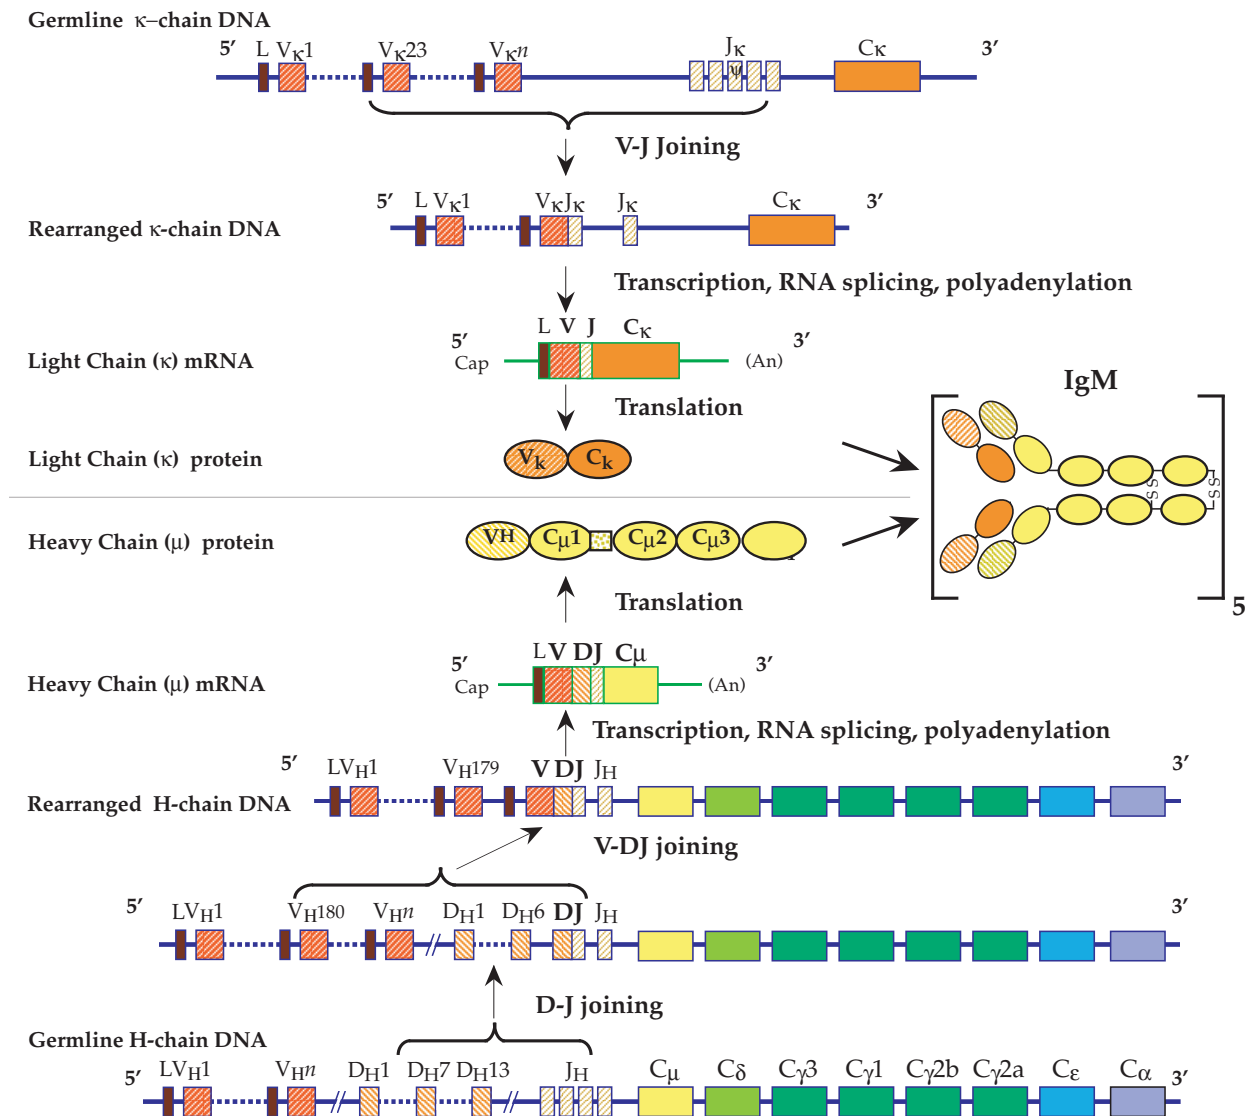 Germline κ–chain DNA
5′ L Vκ1 Vκ23 Vκn Jκ Cκ 3′
ψ
V-J Joining
5′ L Vκ1 VκJκ Jκ Cκ 3′
Rearranged κ-chain DNA
Transcription, RNA splicing, polyadenylation
L V J Cκ
5′ 3′
Cap (An)
Light Chain (κ) mRNA
IgM
Translation
Light Chain (κ) protein
Vk Ck
S S
S S
Heavy Chain (μ) protein
VH Cμ1 Cμ2 Cμ3
5
Translation
L V DJ Cμ
5′ 3′
Cap (An)
Heavy Chain (μ) mRNA
Transcription, RNA splicing, polyadenylation
5′ LVH1 VH179 V DJ JH 3′
Rearranged H-chain DNA
V-DJ joining
5′ LVH1 VH180 VHn DH1 DH6 DJ JH 3′
D-J joining
Germline H-chain DNA
5′ LVH1 VHn DH1 DH7 DH13 JH Cμ Cδ Cγ3 Cγ1 Cγ2b Cγ2a Cε Cα 3′